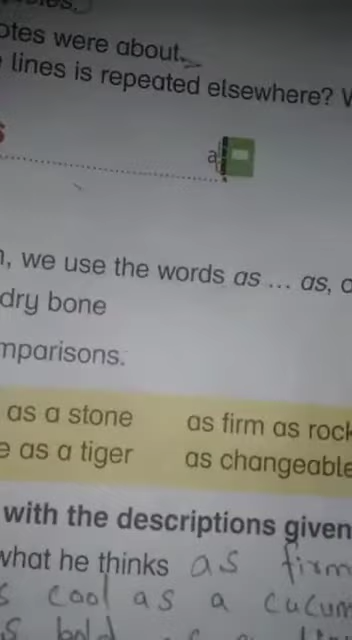 otes were about.
lines is repeated elsewhere?
, we use the words as ... as,
dry bone
mparisons.
as a stone as firm as rock
as a tiger as changeable
with the descriptions given
what he thinks as firm
cool as a cucum
bold